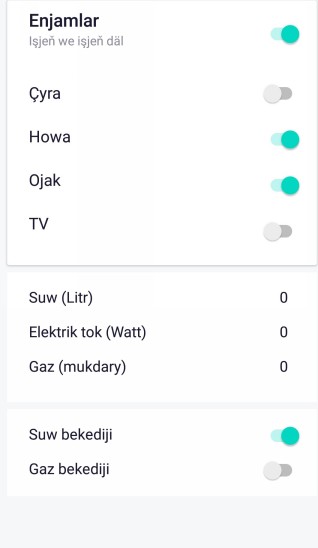 Enjamlar
Işjeň we işjeň däl
Çyra
Howa
Ojak
TV
Suw (Litr) 0
Elektrik tok (Watt) 0
Gaz (mukdary) 0
Suw bekediji
Gaz bekediji